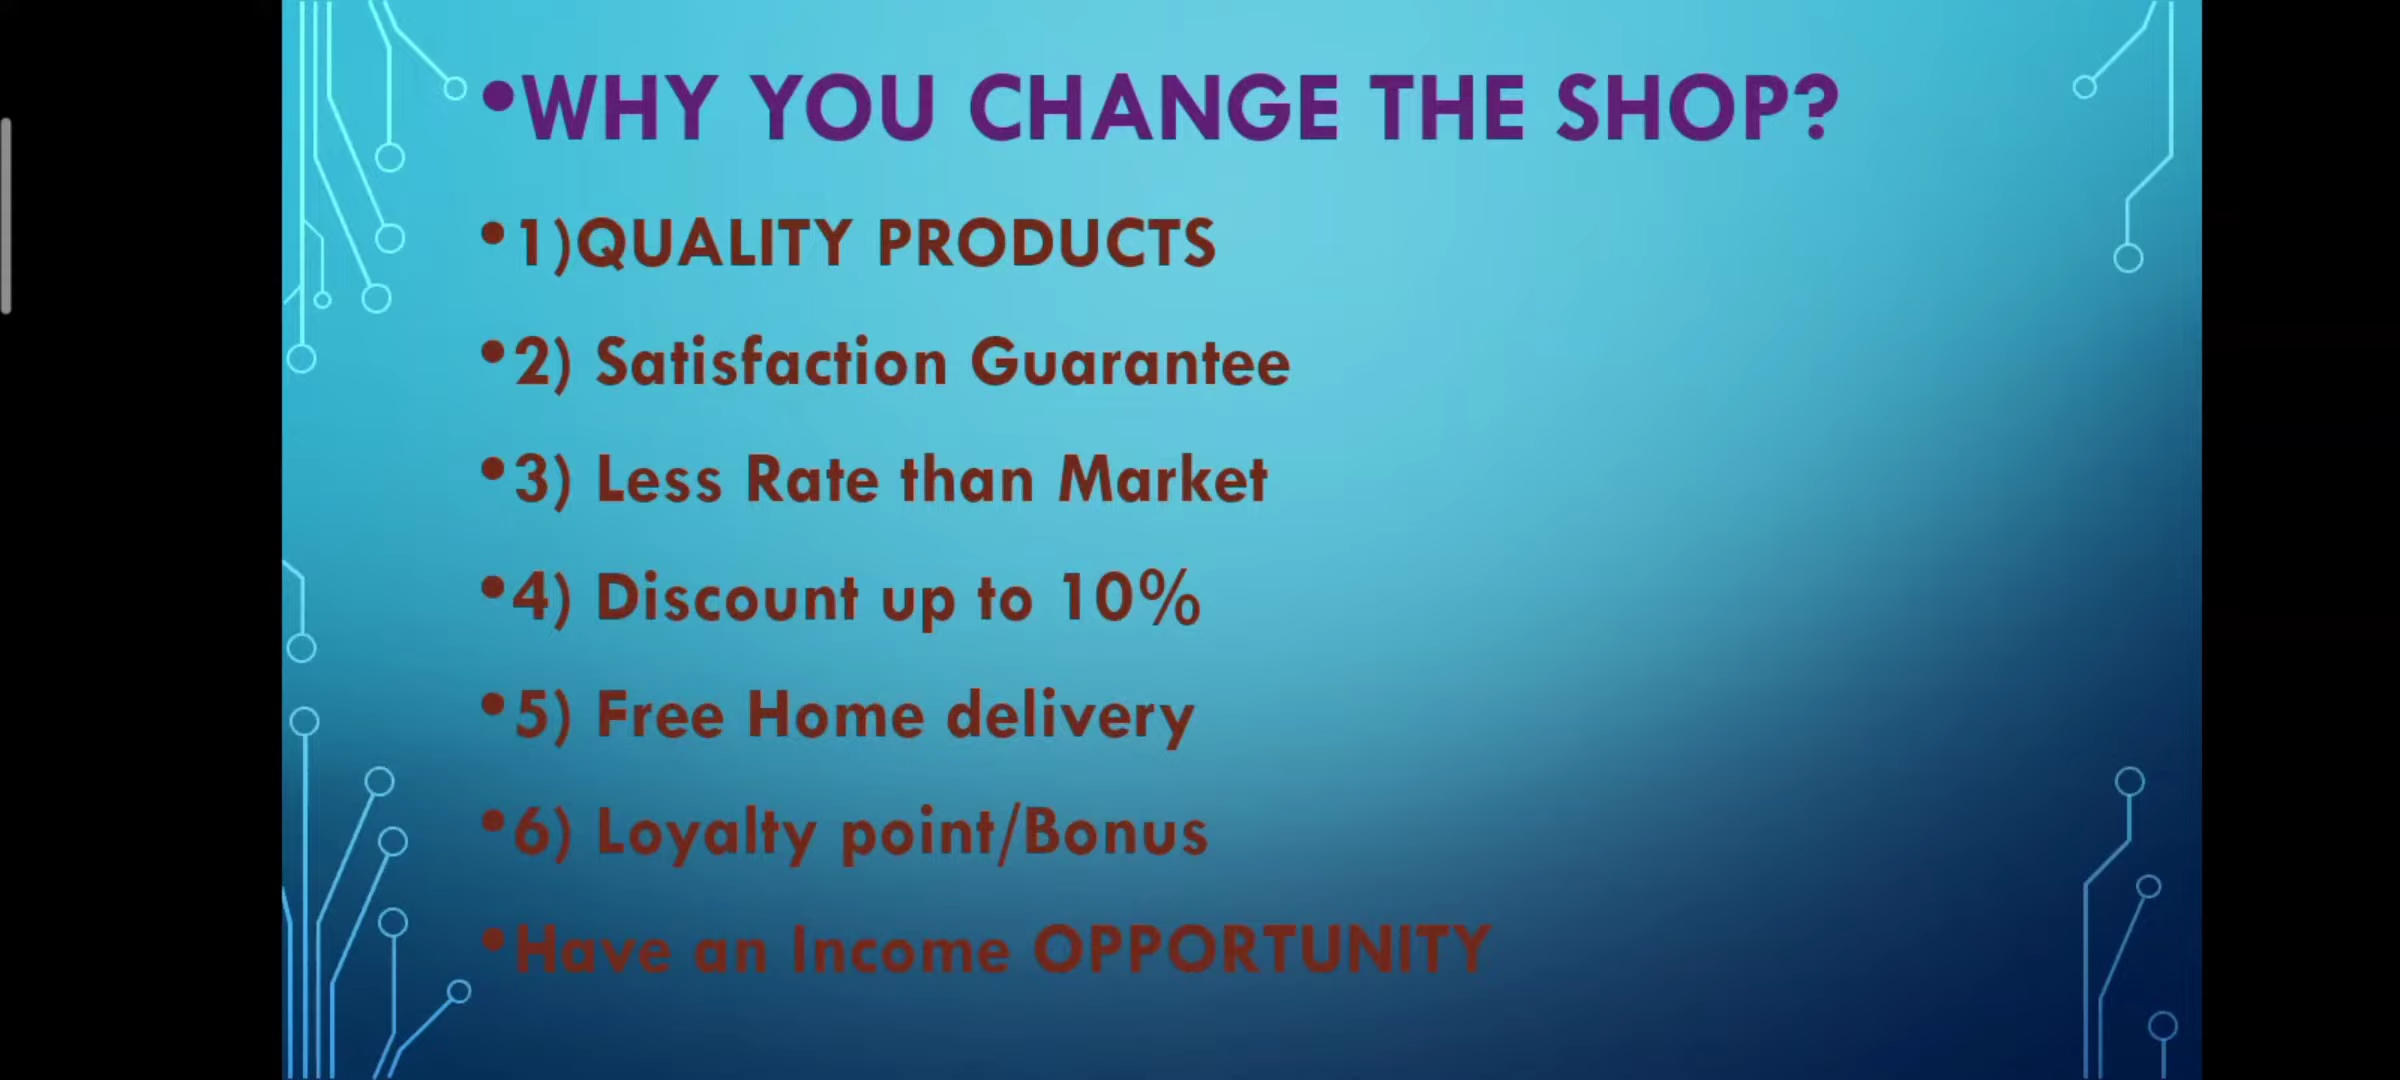 •WHY YOU CHANGE THE SHOP?
•1)QUALITY PRODUCTS
•2) Satisfaction Guarantee
•3) Less Rate than Market
•4) Discount up to 10%
•5) Free Home delivery
•6) Loyalty point/Bonus
•Have an Income OPPORTUNITY